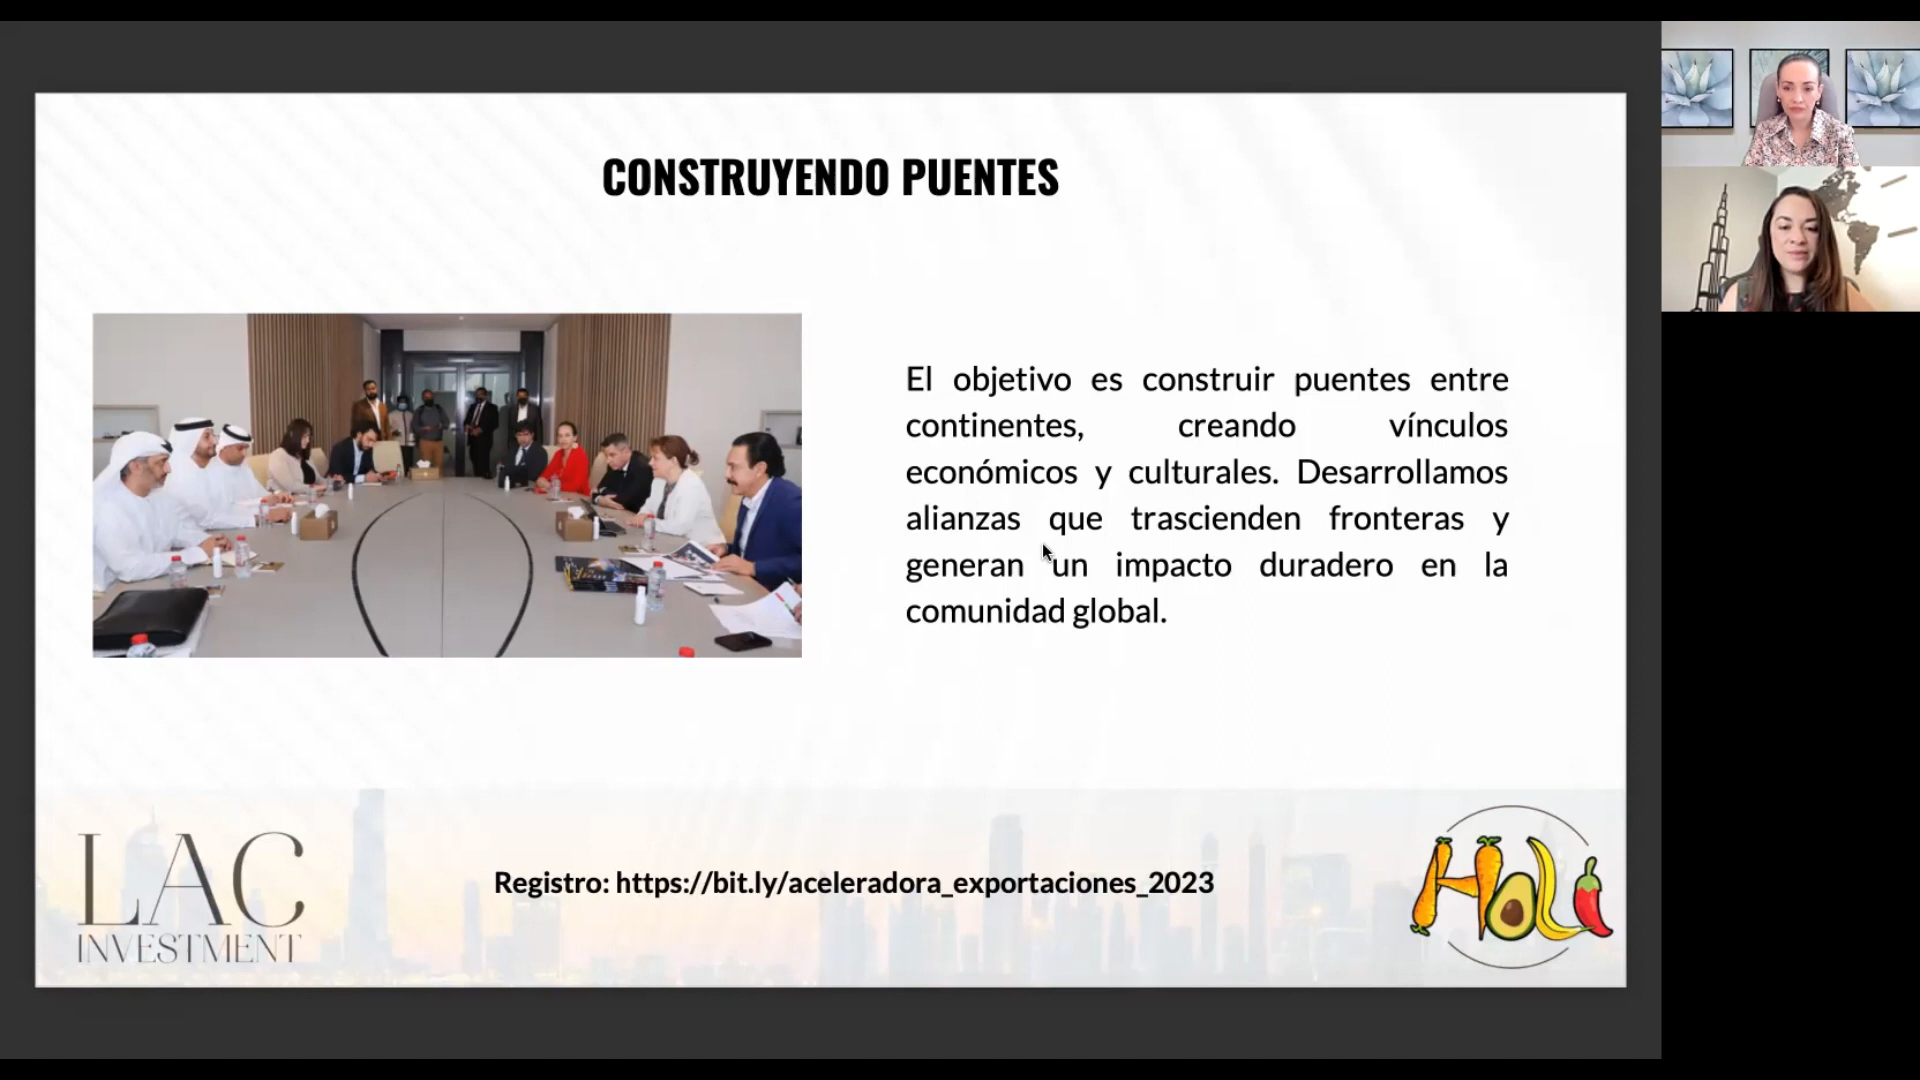 CONSTRUYENDO PUENTES
El objetivo es construir puentes entre
continentes, creando vínculos
económicos y culturales. Desarrollamos
alianzas que trascienden fronteras y
generan un impacto duradero en la
comunidad global.
LAC
INVESTMENT
Registro: https://bit.ly/aceleradora_exportaciones_2023
Holi